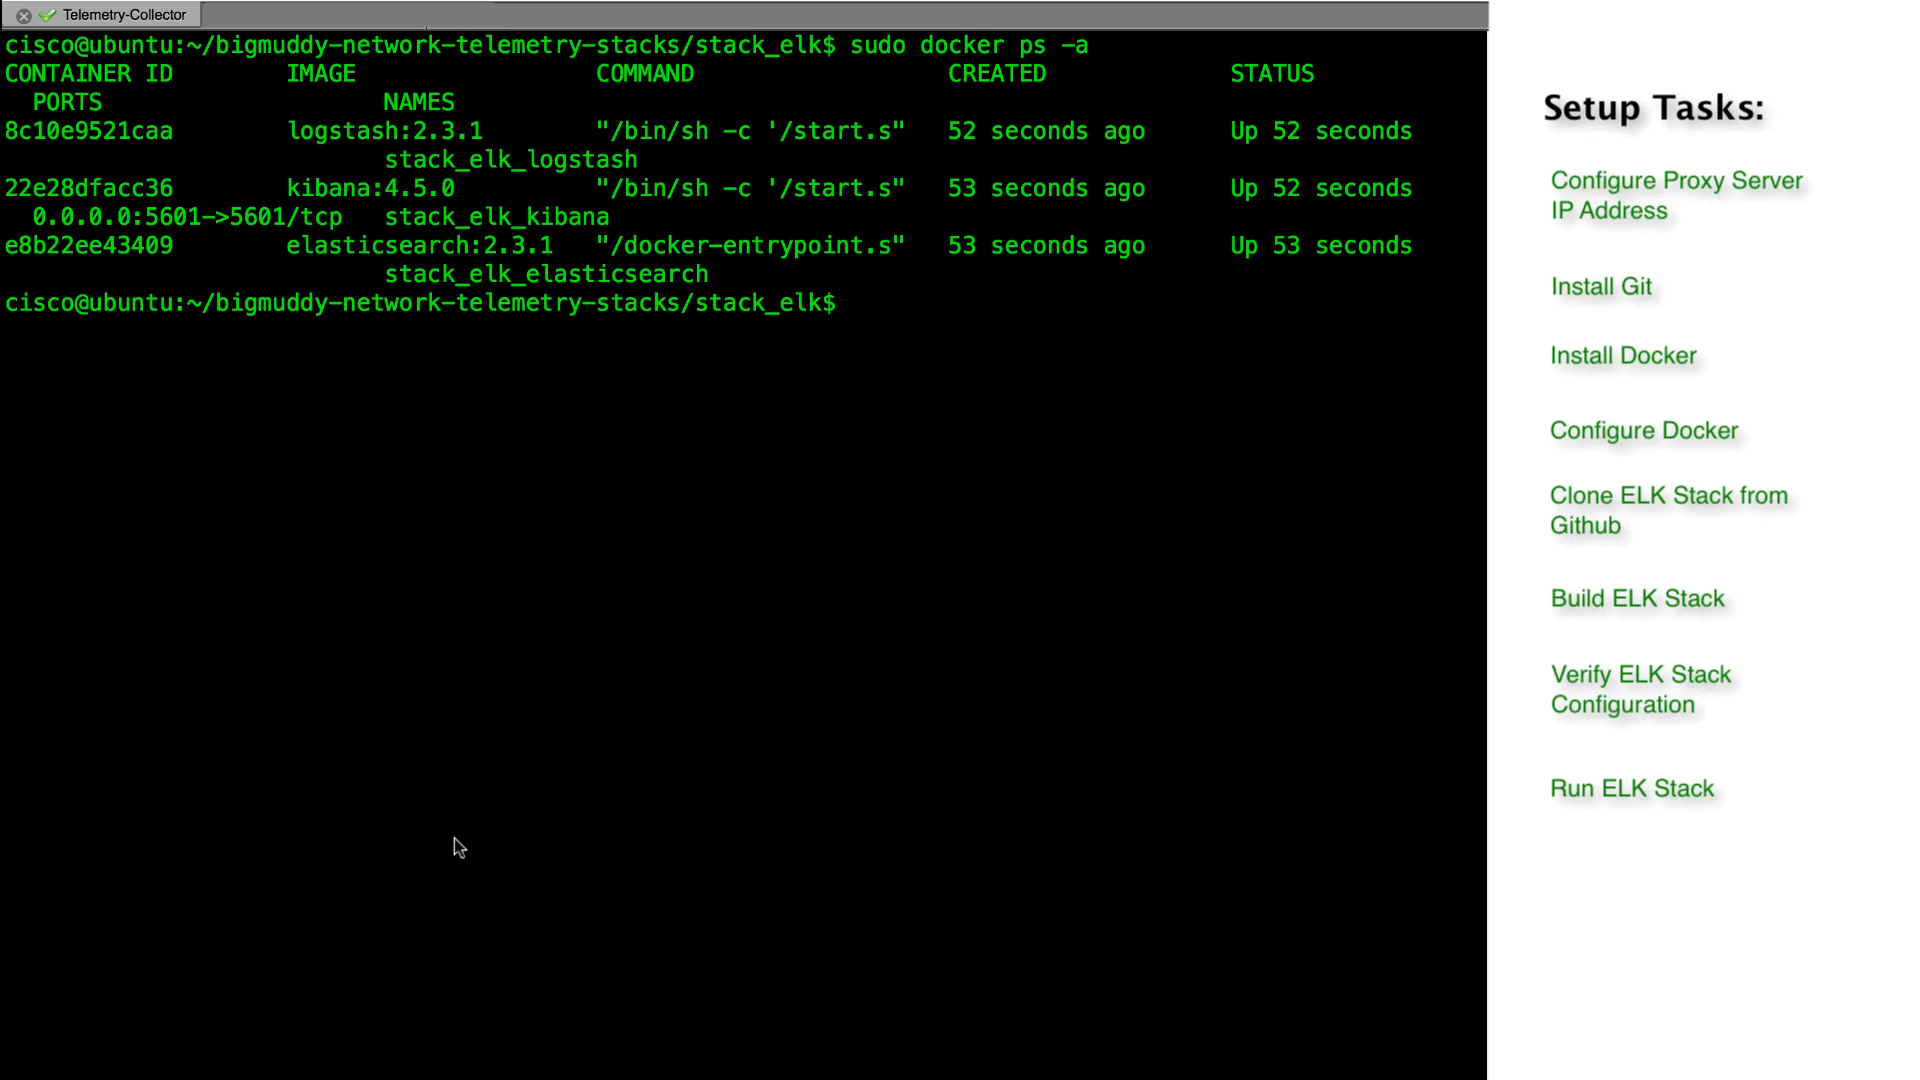 Telemetry-Collector
cisco@ubuntu:~/bigmuddy-network-telemetry-stacks/stack_elk$ sudo docker ps -a
CONTAINER ID IMAGE COMMAND CREATED STATUS
PORTS NAMES
8c10e9521caa logstash:2.3.1 "/bin/sh -c '/start.s" 52 seconds ago Up 52 seconds
stack_elk_logstash
22e28dfacc36 kibana:4.5.0 "/bin/sh -c '/start.s" 53 seconds ago Up 52 seconds
0.0.0.0:5601->5601/tcp stack_elk_kibana
e8b22ee43409 elasticsearch:2.3.1 "/docker-entrypoint.s" 53 seconds ago Up 53 seconds
stack_elk_elasticsearch
cisco@ubuntu:~/bigmuddy-network-telemetry-stacks/stack_elk$
Setup Tasks:
Configure Proxy Server
IP Address
Install Git
Install Docker
Configure Docker
Clone ELK Stack from
Github
Build ELK Stack
Verify ELK Stack
Configuration
Run ELK Stack